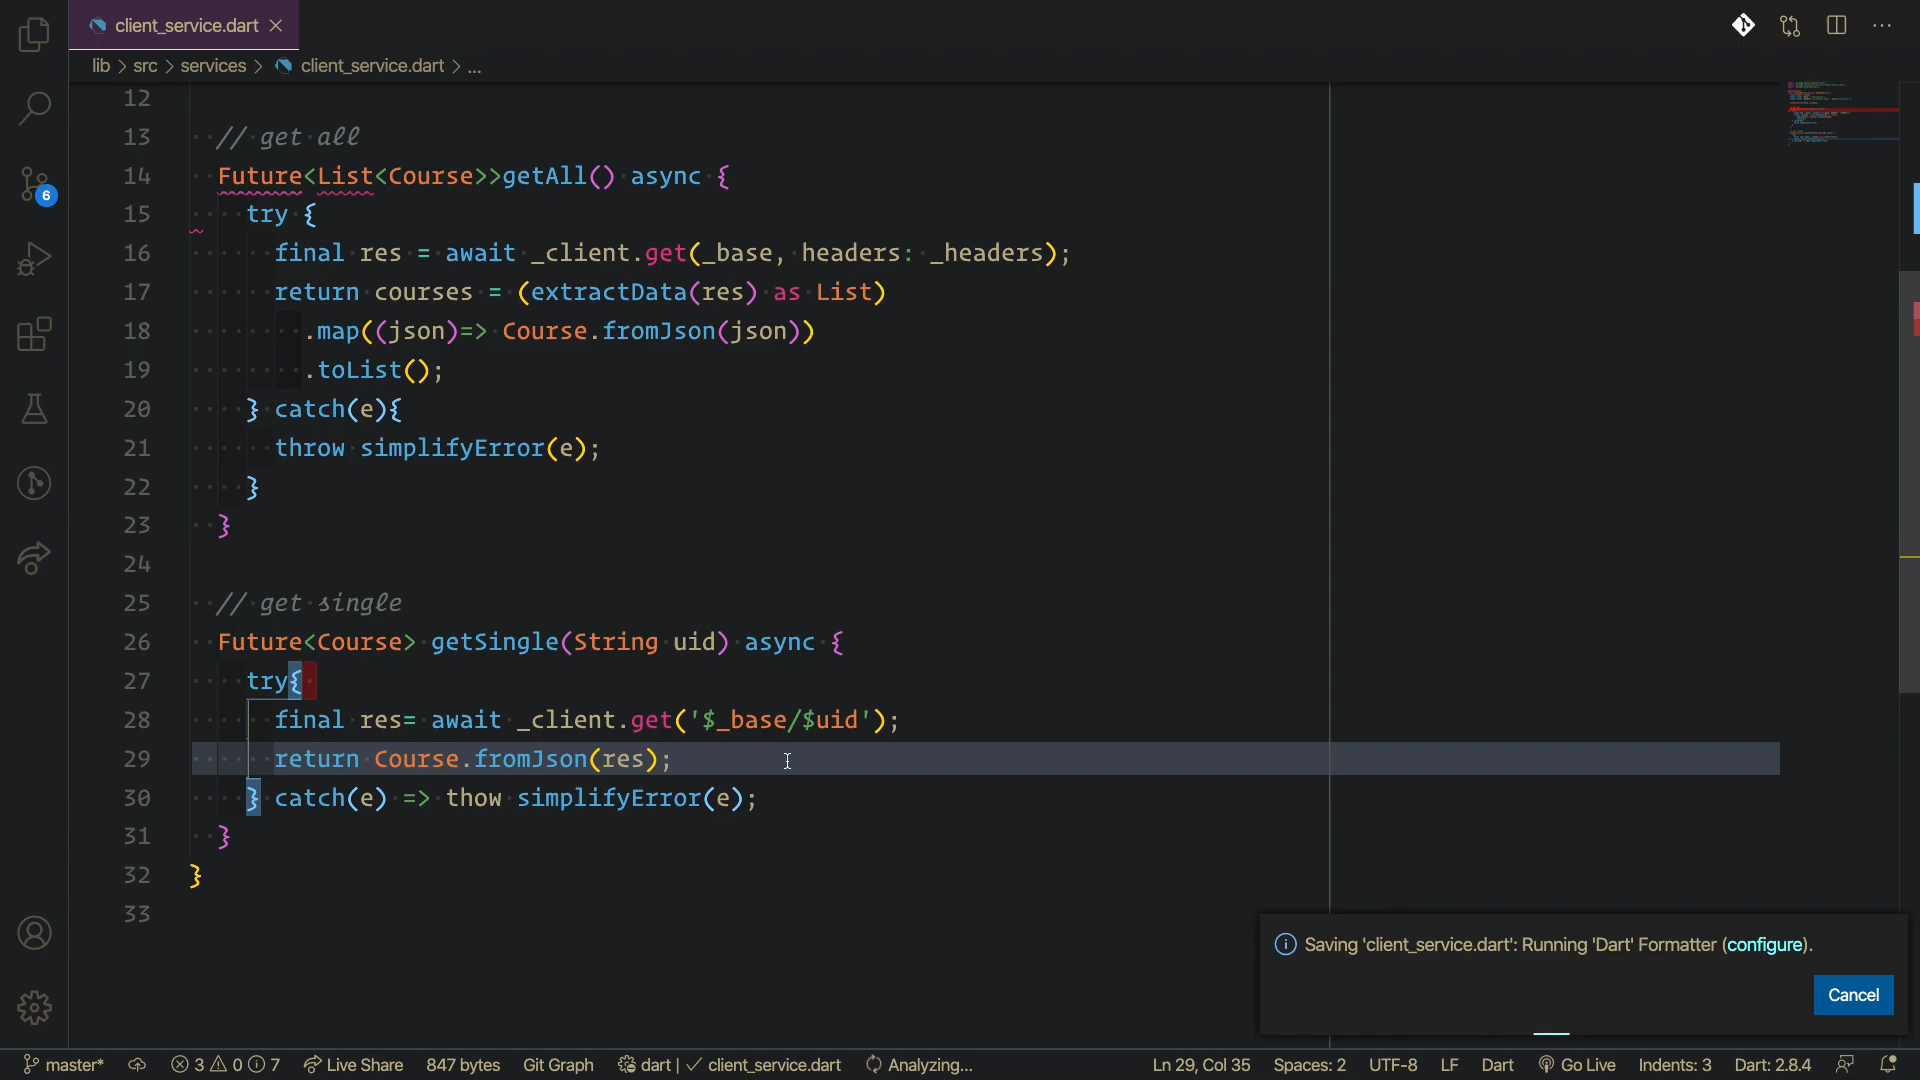 client_service.dart
lib > src > services > client_service.dart > ...
12
13 // get all
14 Future<List<Course>>getAll() async {
15 try {
16 final res = await _client.get(_base, headers: _headers);
17 return courses = (extractData(res) as List)
18 .map((json)=> Course.fromJson(json))
19 .toList();
20 } catch(e){
21 throw simplifyError(e);
22 }
23 }
24
25 // get single
26 Future<Course> getSingle(String uid) async {
27 try{
28 final res= await _client.get('$_base/$uid');
29 return Course.fromJson(res);
30 } catch(e) => thow simplifyError(e);
31 }
32 }
33
6
Saving 'client_service.dart': Running 'Dart' Formatter (configure).
Cancel
master* 3 0 7 Live Share 847 bytes Git Graph dart | ✓ client_service.dart Analyzing... Ln 29, Col 35 Spaces: 2 UTF-8 LF Dart Go Live Indents: 3 Dart: 2.8.4